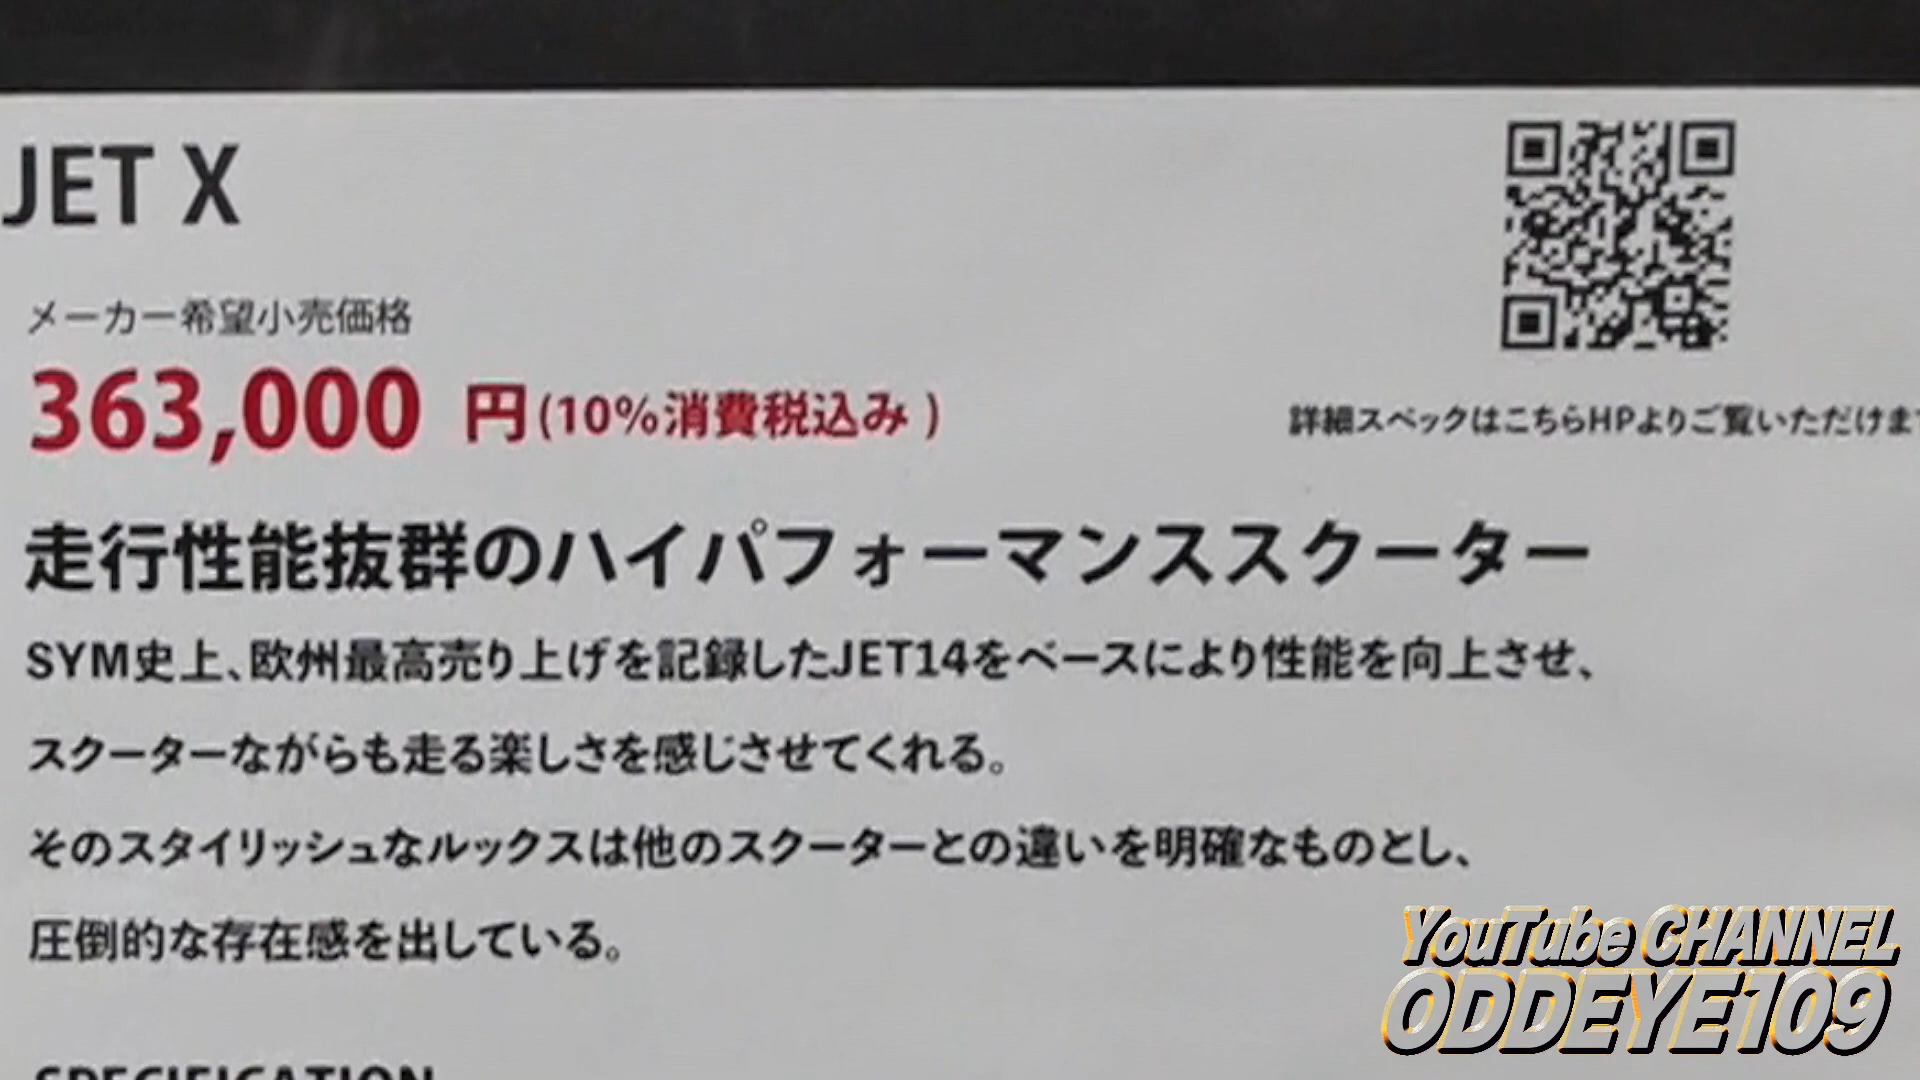 JET X
メーカー希望小売価格
363,000 円(10%消費税込み )
詳細スペックはこちらHPよりご覧いただけま
走行性能抜群のハイパフォーマンススクーター
SYM史上、欧州最高売り上げを記録したJET14をベースにより性能を向上させ、
スクーターながらも走る楽しさを感じさせてくれる。
そのスタイリッシュなルックスは他のスクーターとの違いを明確なものとし、
圧倒的な存在感を出している。
SPECIFICATION
YouTube CHANNEL
ODDEYE109